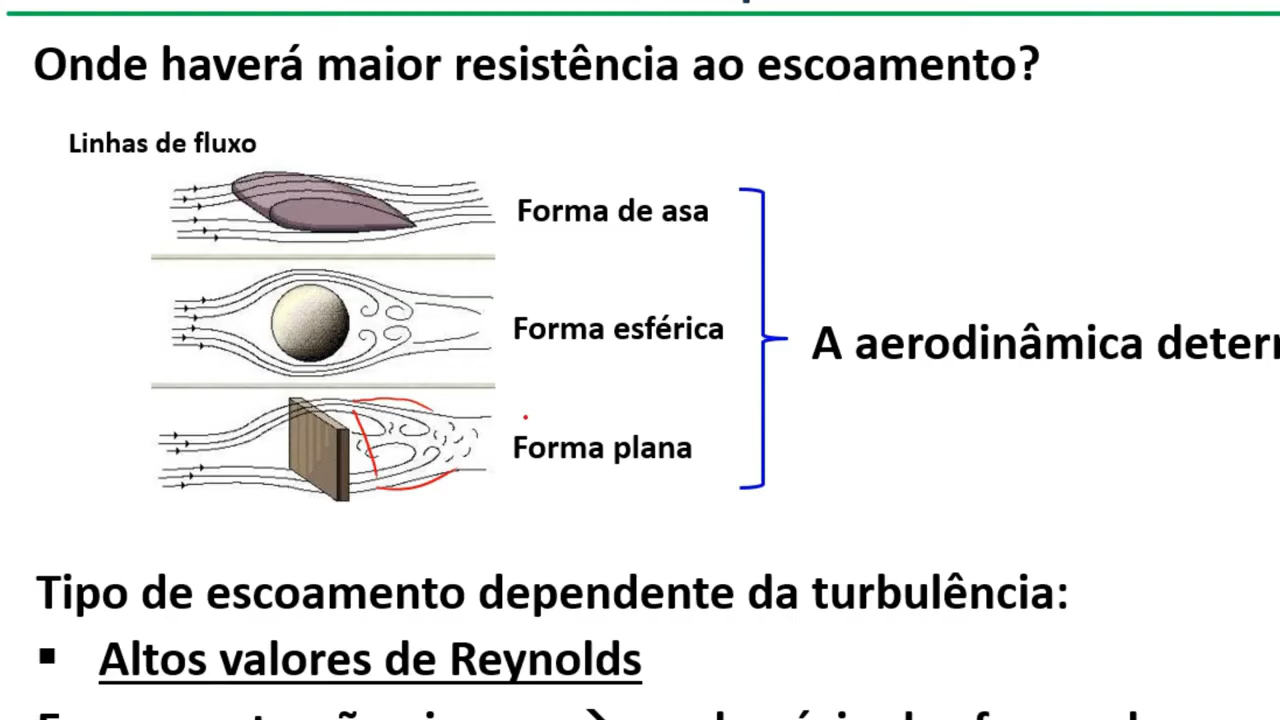 Onde haverá maior resistência ao escoamento?
Linhas de fluxo
Forma de asa
Forma esférica
A aerodinâmica
Forma plana
Tipo de escoamento dependente da turbulência:
▪ Altos valores de Reynolds